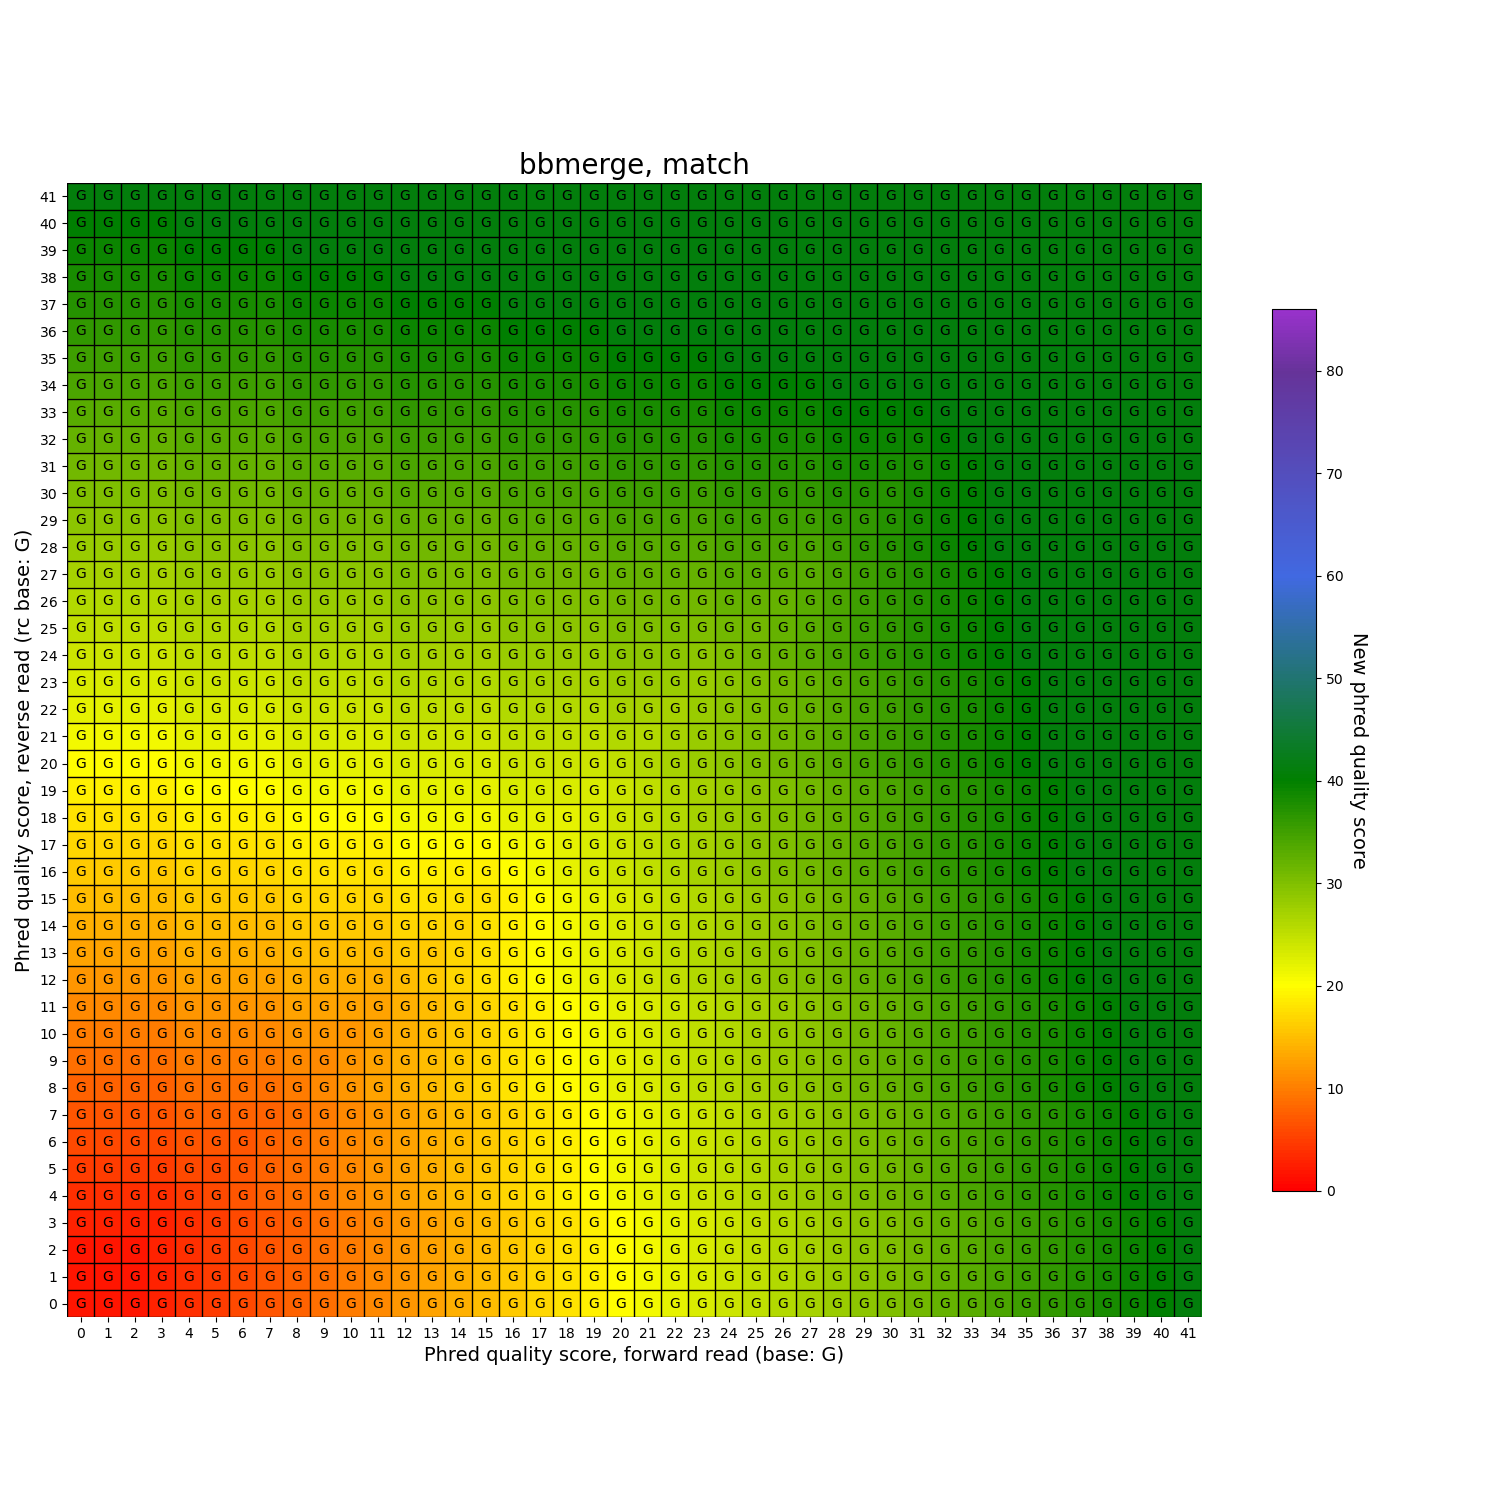 bbmerge, match
41 G G G G G G G G G G G G G G G G G G G G G G G G G G G G G G G G G G G G G G G G G G
40 G G G G G G G G G G G G G G G G G G G G G G G G G G G G G G G G G G G G G G G G G G
39 G G G G G G G G G G G G G G G G G G G G G G G G G G G G G G G G G G G G G G G G G G
38 G G G G G G G G G G G G G G G G G G G G G G G G G G G G G G G G G G G G G G G G G G
37 G G G G G G G G G G G G G G G G G G G G G G G G G G G G G G G G G G G G G G G G G G
36 G G G G G G G G G G G G G G G G G G G G G G G G G G G G G G G G G G G G G G G G G G
35 G G G G G G G G G G G G G G G G G G G G G G G G G G G G G G G G G G G G G G G G G G
34 G G G G G G G G G G G G G G G G G G G G G G G G G G G G G G G G G G G G G G G G G G
33 G G G G G G G G G G G G G G G G G G G G G G G G G G G G G G G G G G G G G G G G G G
32 G G G G G G G G G G G G G G G G G G G G G G G G G G G G G G G G G G G G G G G G G G
31 G G G G G G G G G G G G G G G G G G G G G G G G G G G G G G G G G G G G G G G G G G
30 G G G G G G G G G G G G G G G G G G G G G G G G G G G G G G G G G G G G G G G G G G
29 G G G G G G G G G G G G G G G G G G G G G G G G G G G G G G G G G G G G G G G G G G
28 G G G G G G G G G G G G G G G G G G G G G G G G G G G G G G G G G G G G G G G G G G
27 G G G G G G G G G G G G G G G G G G G G G G G G G G G G G G G G G G G G G G G G G G
26 G G G G G G G G G G G G G G G G G G G G G G G G G G G G G G G G G G G G G G G G G G
25 G G G G G G G G G G G G G G G G G G G G G G G G G G G G G G G G G G G G G G G G G G
24 G G G G G G G G G G G G G G G G G G G G G G G G G G G G G G G G G G G G G G G G G G
23 G G G G G G G G G G G G G G G G G G G G G G G G G G G G G G G G G G G G G G G G G G
22 G G G G G G G G G G G G G G G G G G G G G G G G G G G G G G G G G G G G G G G G G G
21 G G G G G G G G G G G G G G G G G G G G G G G G G G G G G G G G G G G G G G G G G G
20 G G G G G G G G G G G G G G G G G G G G G G G G G G G G G G G G G G G G G G G G G G
19 G G G G G G G G G G G G G G G G G G G G G G G G G G G G G G G G G G G G G G G G G G
18 G G G G G G G G G G G G G G G G G G G G G G G G G G G G G G G G G G G G G G G G G G
17 G G G G G G G G G G G G G G G G G G G G G G G G G G G G G G G G G G G G G G G G G G
16 G G G G G G G G G G G G G G G G G G G G G G G G G G G G G G G G G G G G G G G G G G
15 G G G G G G G G G G G G G G G G G G G G G G G G G G G G G G G G G G G G G G G G G G
14 G G G G G G G G G G G G G G G G G G G G G G G G G G G G G G G G G G G G G G G G G G
13 G G G G G G G G G G G G G G G G G G G G G G G G G G G G G G G G G G G G G G G G G G
12 G G G G G G G G G G G G G G G G G G G G G G G G G G G G G G G G G G G G G G G G G G
11 G G G G G G G G G G G G G G G G G G G G G G G G G G G G G G G G G G G G G G G G G G
10 G G G G G G G G G G G G G G G G G G G G G G G G G G G G G G G G G G G G G G G G G G
9 G G G G G G G G G G G G G G G G G G G G G G G G G G G G G G G G G G G G G G G G G G
8 G G G G G G G G G G G G G G G G G G G G G G G G G G G G G G G G G G G G G G G G G G
7 G G G G G G G G G G G G G G G G G G G G G G G G G G G G G G G G G G G G G G G G G G
6 G G G G G G G G G G G G G G G G G G G G G G G G G G G G G G G G G G G G G G G G G G
5 G G G G G G G G G G G G G G G G G G G G G G G G G G G G G G G G G G G G G G G G G G
4 G G G G G G G G G G G G G G G G G G G G G G G G G G G G G G G G G G G G G G G G G G
3 G G G G G G G G G G G G G G G G G G G G G G G G G G G G G G G G G G G G G G G G G G
2 G G G G G G G G G G G G G G G G G G G G G G G G G G G G G G G G G G G G G G G G G G
1 G G G G G G G G G G G G G G G G G G G G G G G G G G G G G G G G G G G G G G G G G G
0 G G G G G G G G G G G G G G G G G G G G G G G G G G G G G G G G G G G G G G G G G G
0 1 2 3 4 5 6 7 8 9 10 11 12 13 14 15 16 17 18 19 20 21 22 23 24 25 26 27 28 29 30 31 32 33 34 35 36 37 38 39 40 41
Phred quality score, forward read (base: G)
Phred quality score, reverse read (rc base: G)
80
70
60
50
40
30
20
10
0
New phred quality score